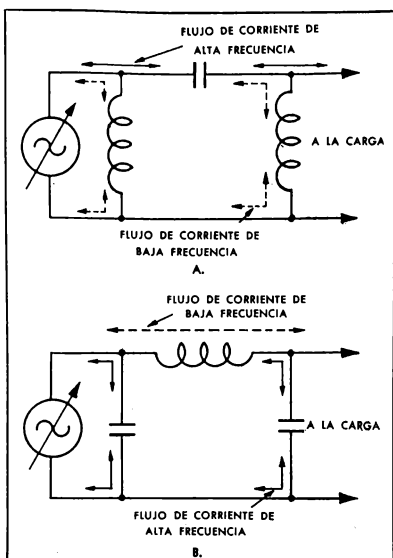 FLUJO DE CORRIENTE DE
ALTA FRECUENCIA
A LA CARGA
FLUJO DE CORRIENTE DE
BAJA FRECUENCIA
A.
FLUJO DE CORRIENTE DE
BAJA FRECUENCIA
A LA CARGA
FLUJO DE CORRIENTE DE
ALTA FRECUENCIA
B.